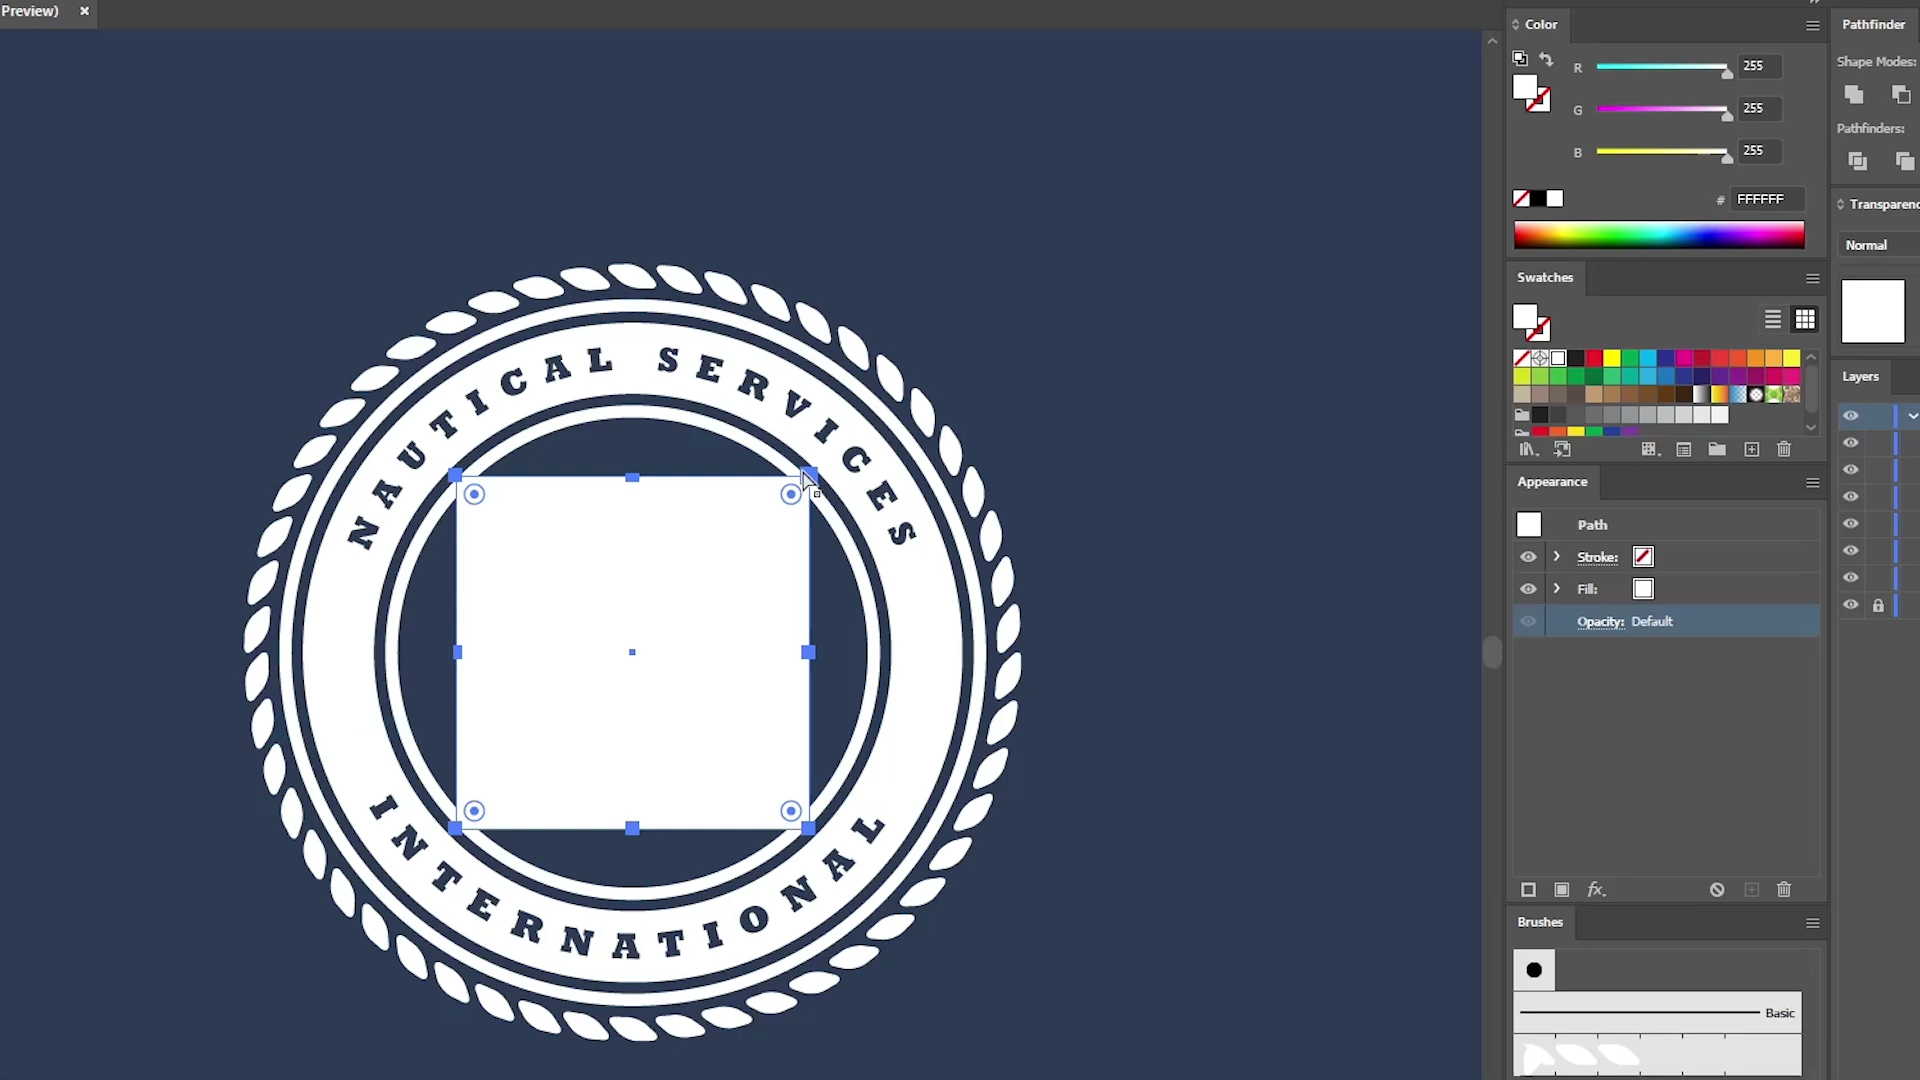 Preview) ×
NAUTICAL SERVICES
INTERNATIONAL
Color
R 255
G 255
B 255
# FFFFFF
Swatches
Appearance
Path
Stroke:
Fill:
Opacity: Default
fx.
Brushes
Basic
Pathfinder
Shape Modes:
Pathfinders:
Transparenc
Normal
Layers